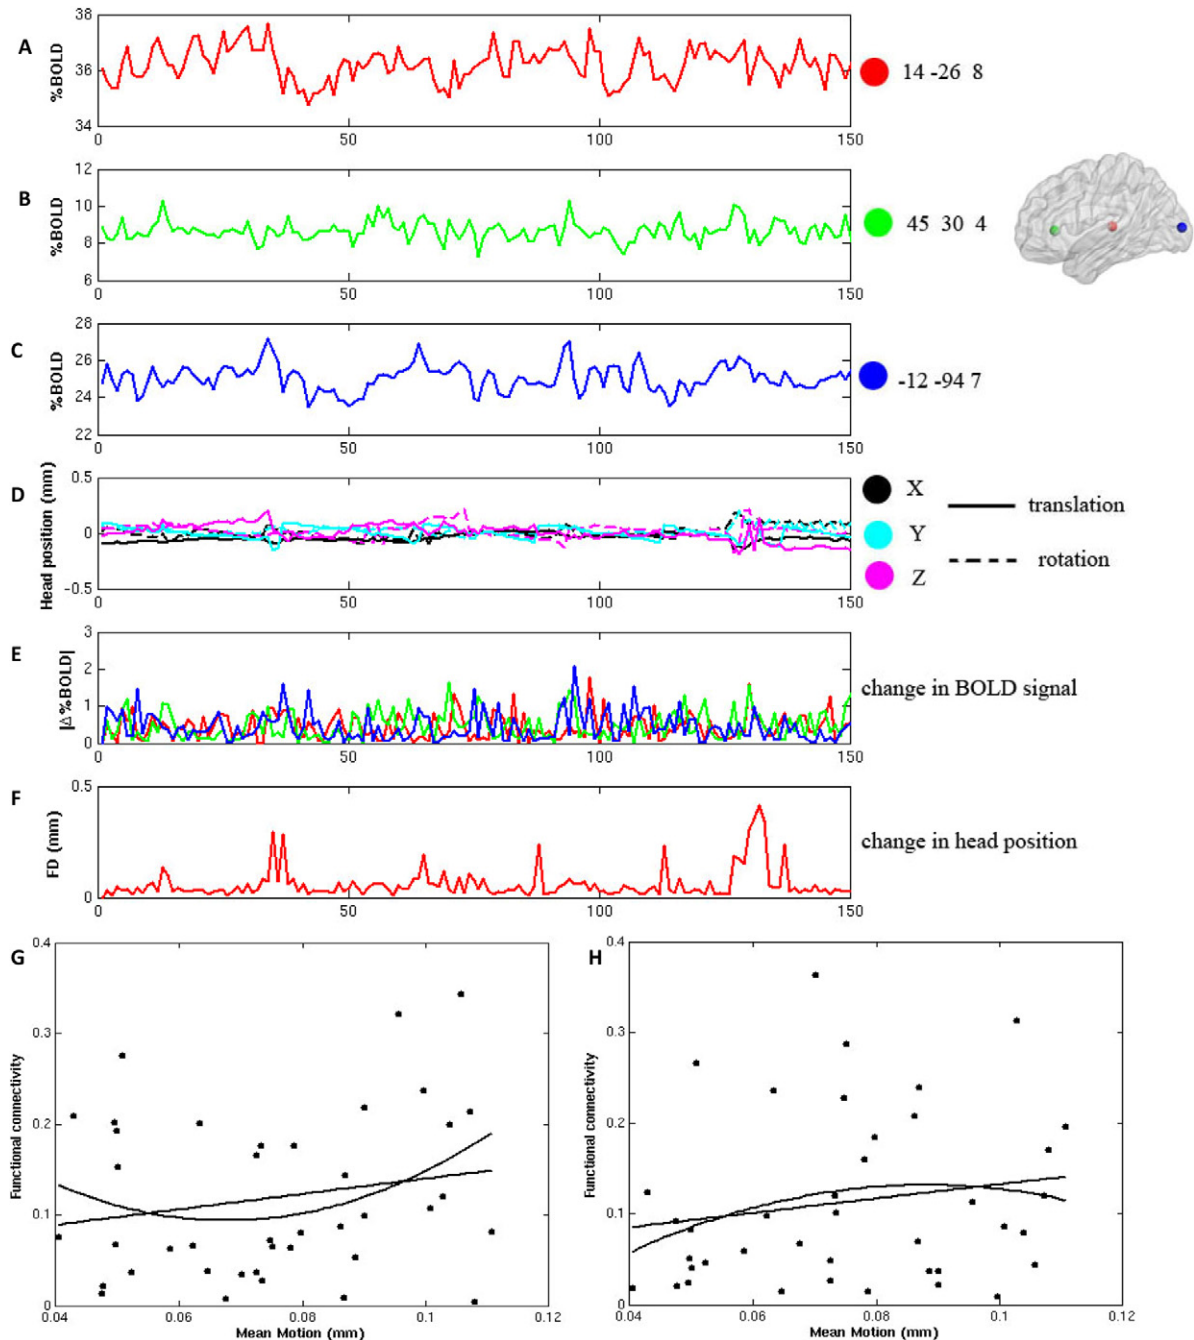 A
%BOLD
38
36
34
0
50
100
150
14 -26 8
B
%BOLD
12
10
8
6
0
50
100
150
45 30 4
C
%BOLD
28
26
24
22
0
50
100
150
-12 -94 7
D
Head position (mm)
0.5
0
-0.5
0
50
100
150
X
Y
Z
translation
rotation
E
|Δ%BOLD|
3
2
1
0
0
50
100
150
change in BOLD signal
F
FD (mm)
0.5
0
0
50
100
150
change in head position
G
Functional connectivity
0.4
0.3
0.2
0.1
0
0.04
0.06
0.08
0.1
0.12
Mean Motion (mm)
H
Functional connectivity
0.4
0.3
0.2
0.1
0
0.04
0.06
0.08
0.1
0.12
Mean Motion (mm)